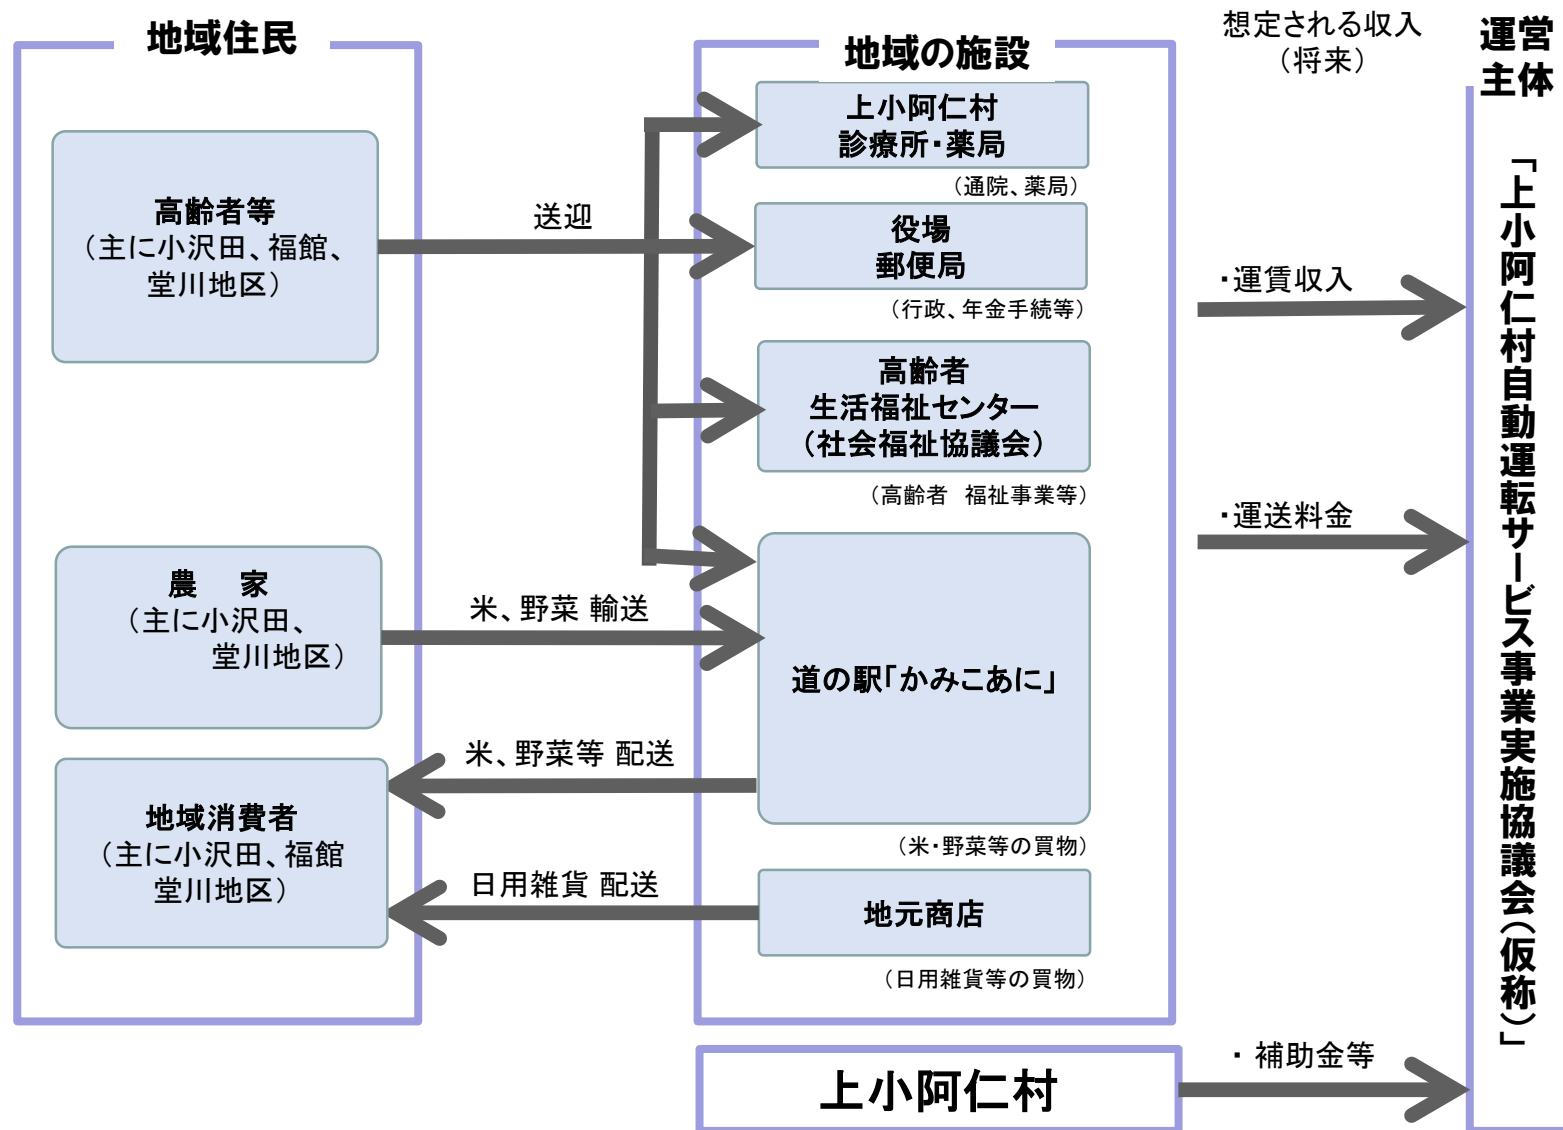 地域住民
高齢者等
（主に小沢田、福館、
堂川地区）
農　家
（主に小沢田、
堂川地区）
地域消費者
（主に小沢田、福館
堂川地区）
送迎
米、野菜 輸送
米、野菜等 配送
日用雑貨 配送
地域の施設
上小阿仁村
診療所・薬局
（通院、薬局）
役場
郵便局
（行政、年金手続等）
高齢者
生活福祉センター
（社会福祉協議会）
（高齢者　福祉事業等）
道の駅「かみこあに」
（米・野菜等の買物）
地元商店
（日用雑貨等の買物）
上小阿仁村
想定される収入
（将来）
・運賃収入
・運送料金
・ 補助金等
運営
主体
「上小阿仁村自動運転サービス事業実施協議会（仮称）」